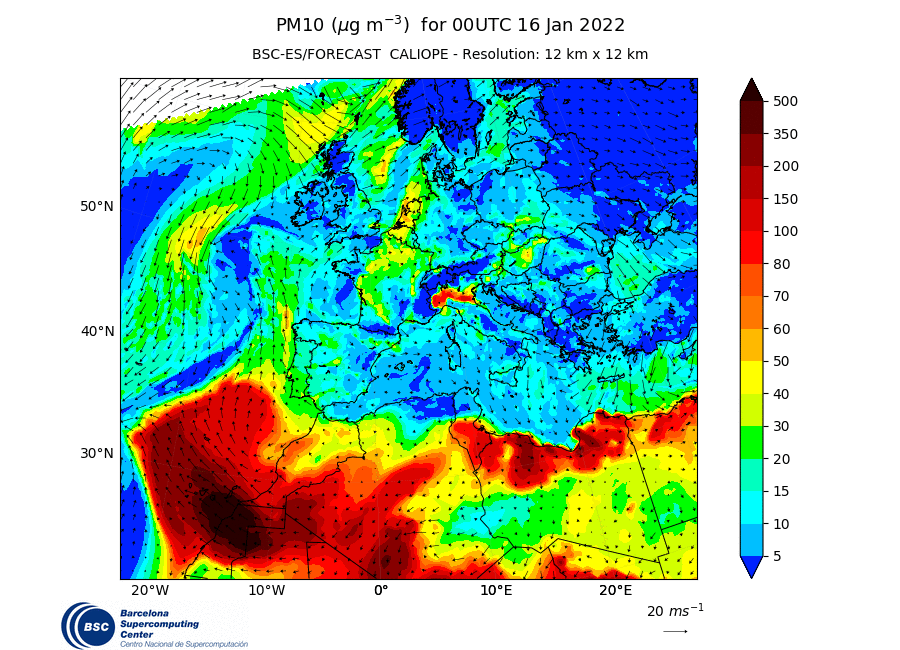 PM10 (μg m⁻³) for 00UTC 16 Jan 2022
BSC-ES/FORECAST CALIOPE - Resolution: 12 km x 12 km
500
350
200
150
100
80
70
60
50
40
30
20
15
10
5
50°N
40°N
30°N
20°W
10°W
0°
10°E
20°E
20 ms⁻¹
BSC
Barcelona
Supercomputing
Center
Centro Nacional de Supercomputación